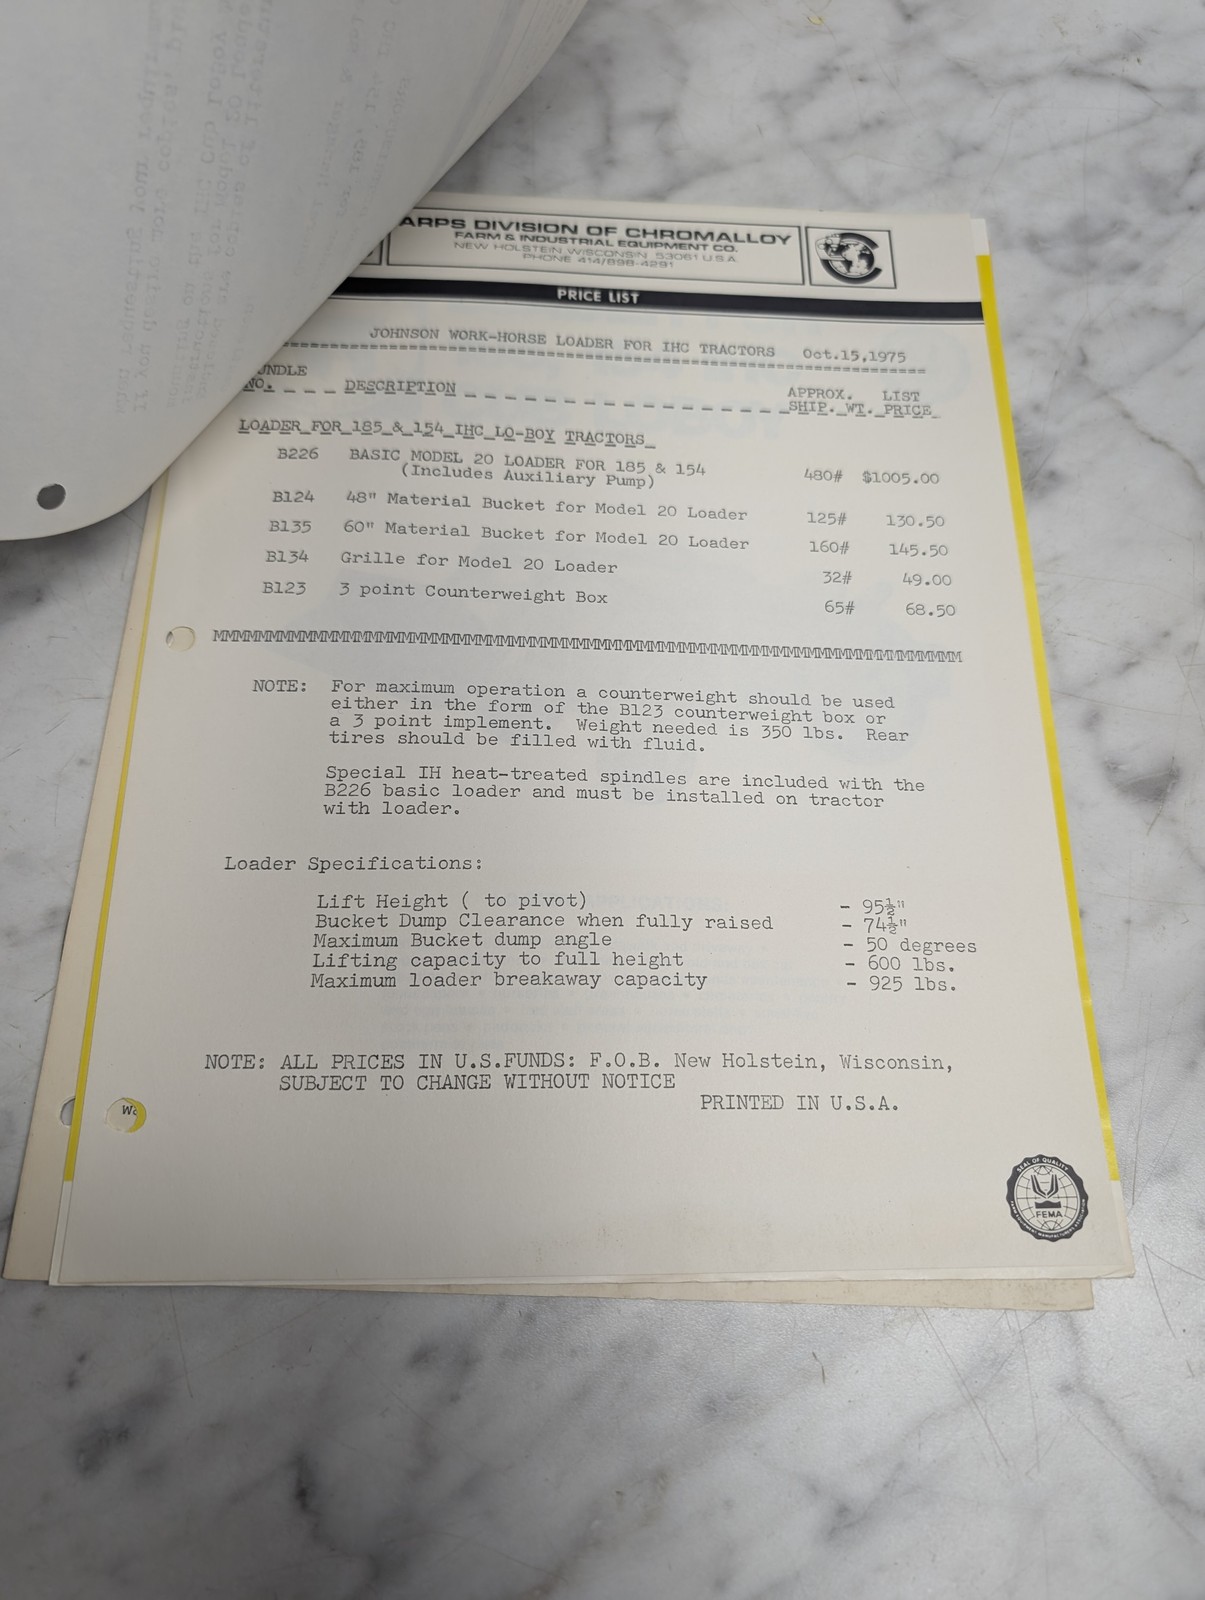 ARPS DIVISION OF CHROMALLOY
FARM & INDUSTRIAL EQUIPMENT CO.
NEW HOLSTEIN WISCONSIN 53061 U.S.A.
PHONE 414/898-4291
PRICE LIST
JOHNSON WORK-HORSE LOADER FOR IHC TRACTORS Oct.15,1975
UNDLE
NO. DESCRIPTION APPROX. SHIP. WT. LIST PRICE
LOADER FOR 185 & 154 IHC LO-BOY TRACTORS
B226 BASIC MODEL 20 LOADER FOR 185 & 154
(Includes Auxiliary Pump) 480# $1005.00
B124 48" Material Bucket for Model 20 Loader 125# 130.50
B135 60" Material Bucket for Model 20 Loader 160# 145.50
B134 Grille for Model 20 Loader 32# 49.00
B123 3 point Counterweight Box 65# 68.50
NOTE: For maximum operation a counterweight should be used
either in the form of the B123 counterweight box or
a 3 point implement. Weight needed is 350 lbs. Rear
tires should be filled with fluid.
Special IH heat-treated spindles are included with the
B226 basic loader and must be installed on tractor
with loader.
Loader Specifications:
Lift Height ( to pivot) - 95½"
Bucket Dump Clearance when fully raised - 74½"
Maximum Bucket dump angle - 50 degrees
Lifting capacity to full height - 600 lbs.
Maximum loader breakaway capacity - 925 lbs.
NOTE: ALL PRICES IN U.S.FUNDS: F.O.B. New Holstein, Wisconsin,
SUBJECT TO CHANGE WITHOUT NOTICE
PRINTED IN U.S.A.
SEAL OF QUALITY
FEMA